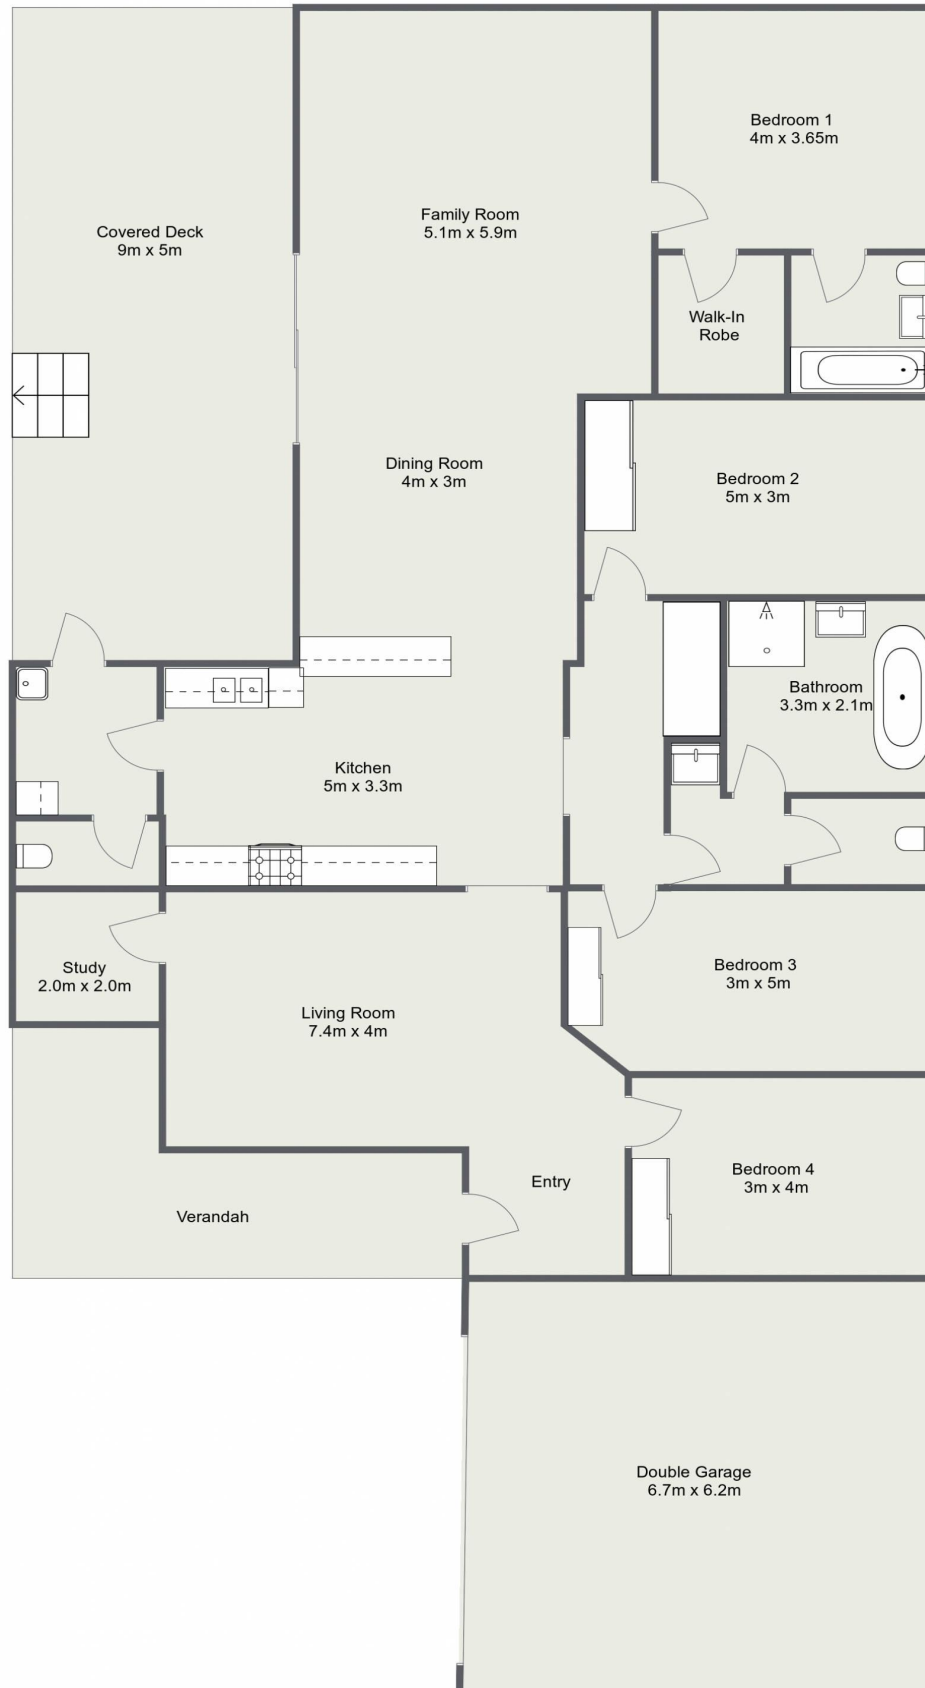 Bedroom 1
4m x 3.65m
Family Room
5.1m x 5.9m
Covered Deck
9m x 5m
Walk-In
Robe
Dining Room
4m x 3m
Bedroom 2
5m x 3m
Bathroom
3.3m x 2.1m
Kitchen
5m x 3.3m
Study
2.0m x 2.0m
Bedroom 3
3m x 5m
Living Room
7.4m x 4m
Bedroom 4
3m x 4m
Entry
Verandah
Double Garage
6.7m x 6.2m